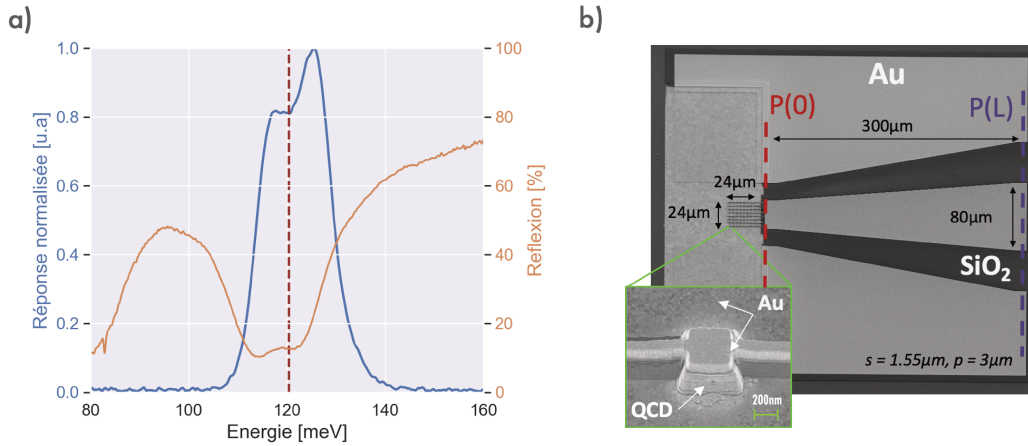 a)
Réponse normalisée [u.a]
1.0
0.8
0.6
0.4
0.2
0.0
80
100
120
140
160
Energie [meV]
100
80
60
40
20
0
Reflexion [%]
b)
Au
P(0)
P(L)
300µm
24µm
24µm
80µm
SiO2
Au
QCD
200nm
s = 1.55µm, p = 3µm